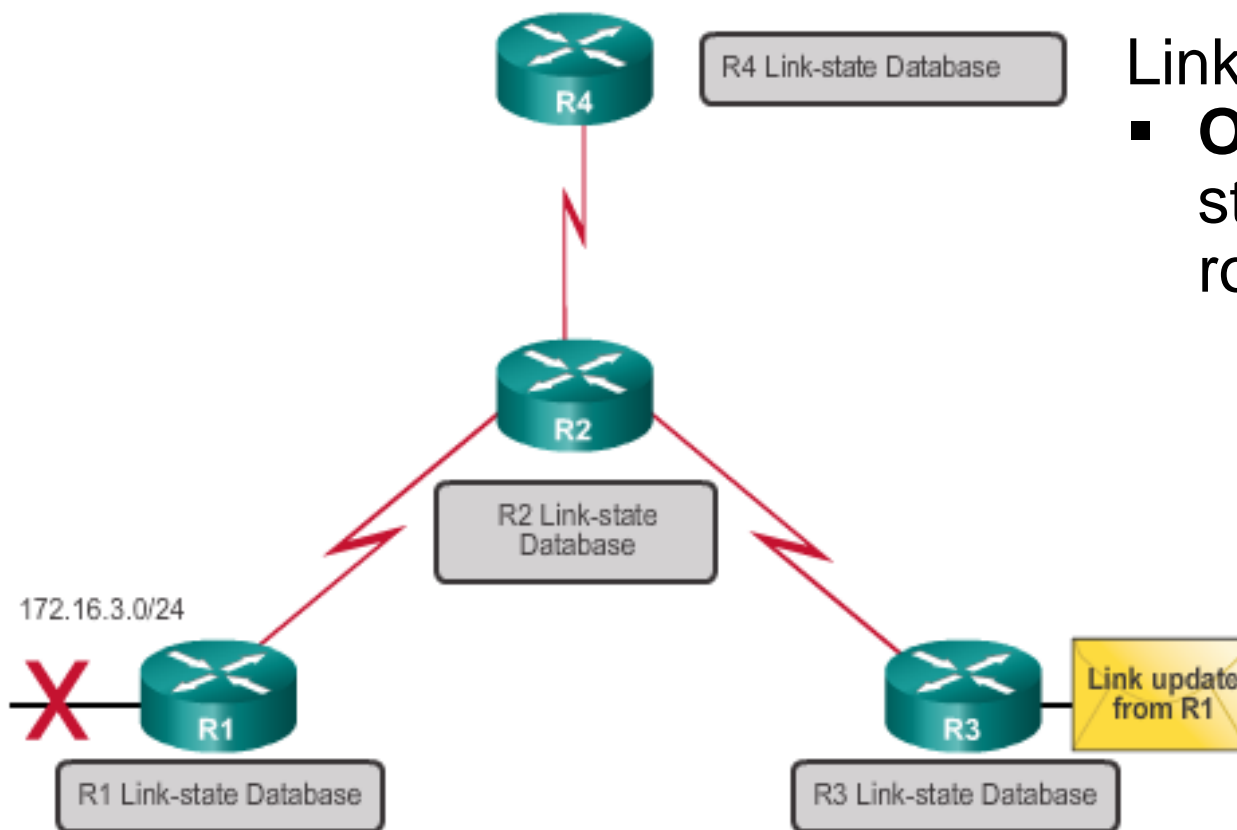 R4
R4 Link-state Database
Link
▪
R2
R2 Link-state
Database
172.16.3.0/24
R1
R3
Link update
from R1
R1 Link-state Database
R3 Link-state Database